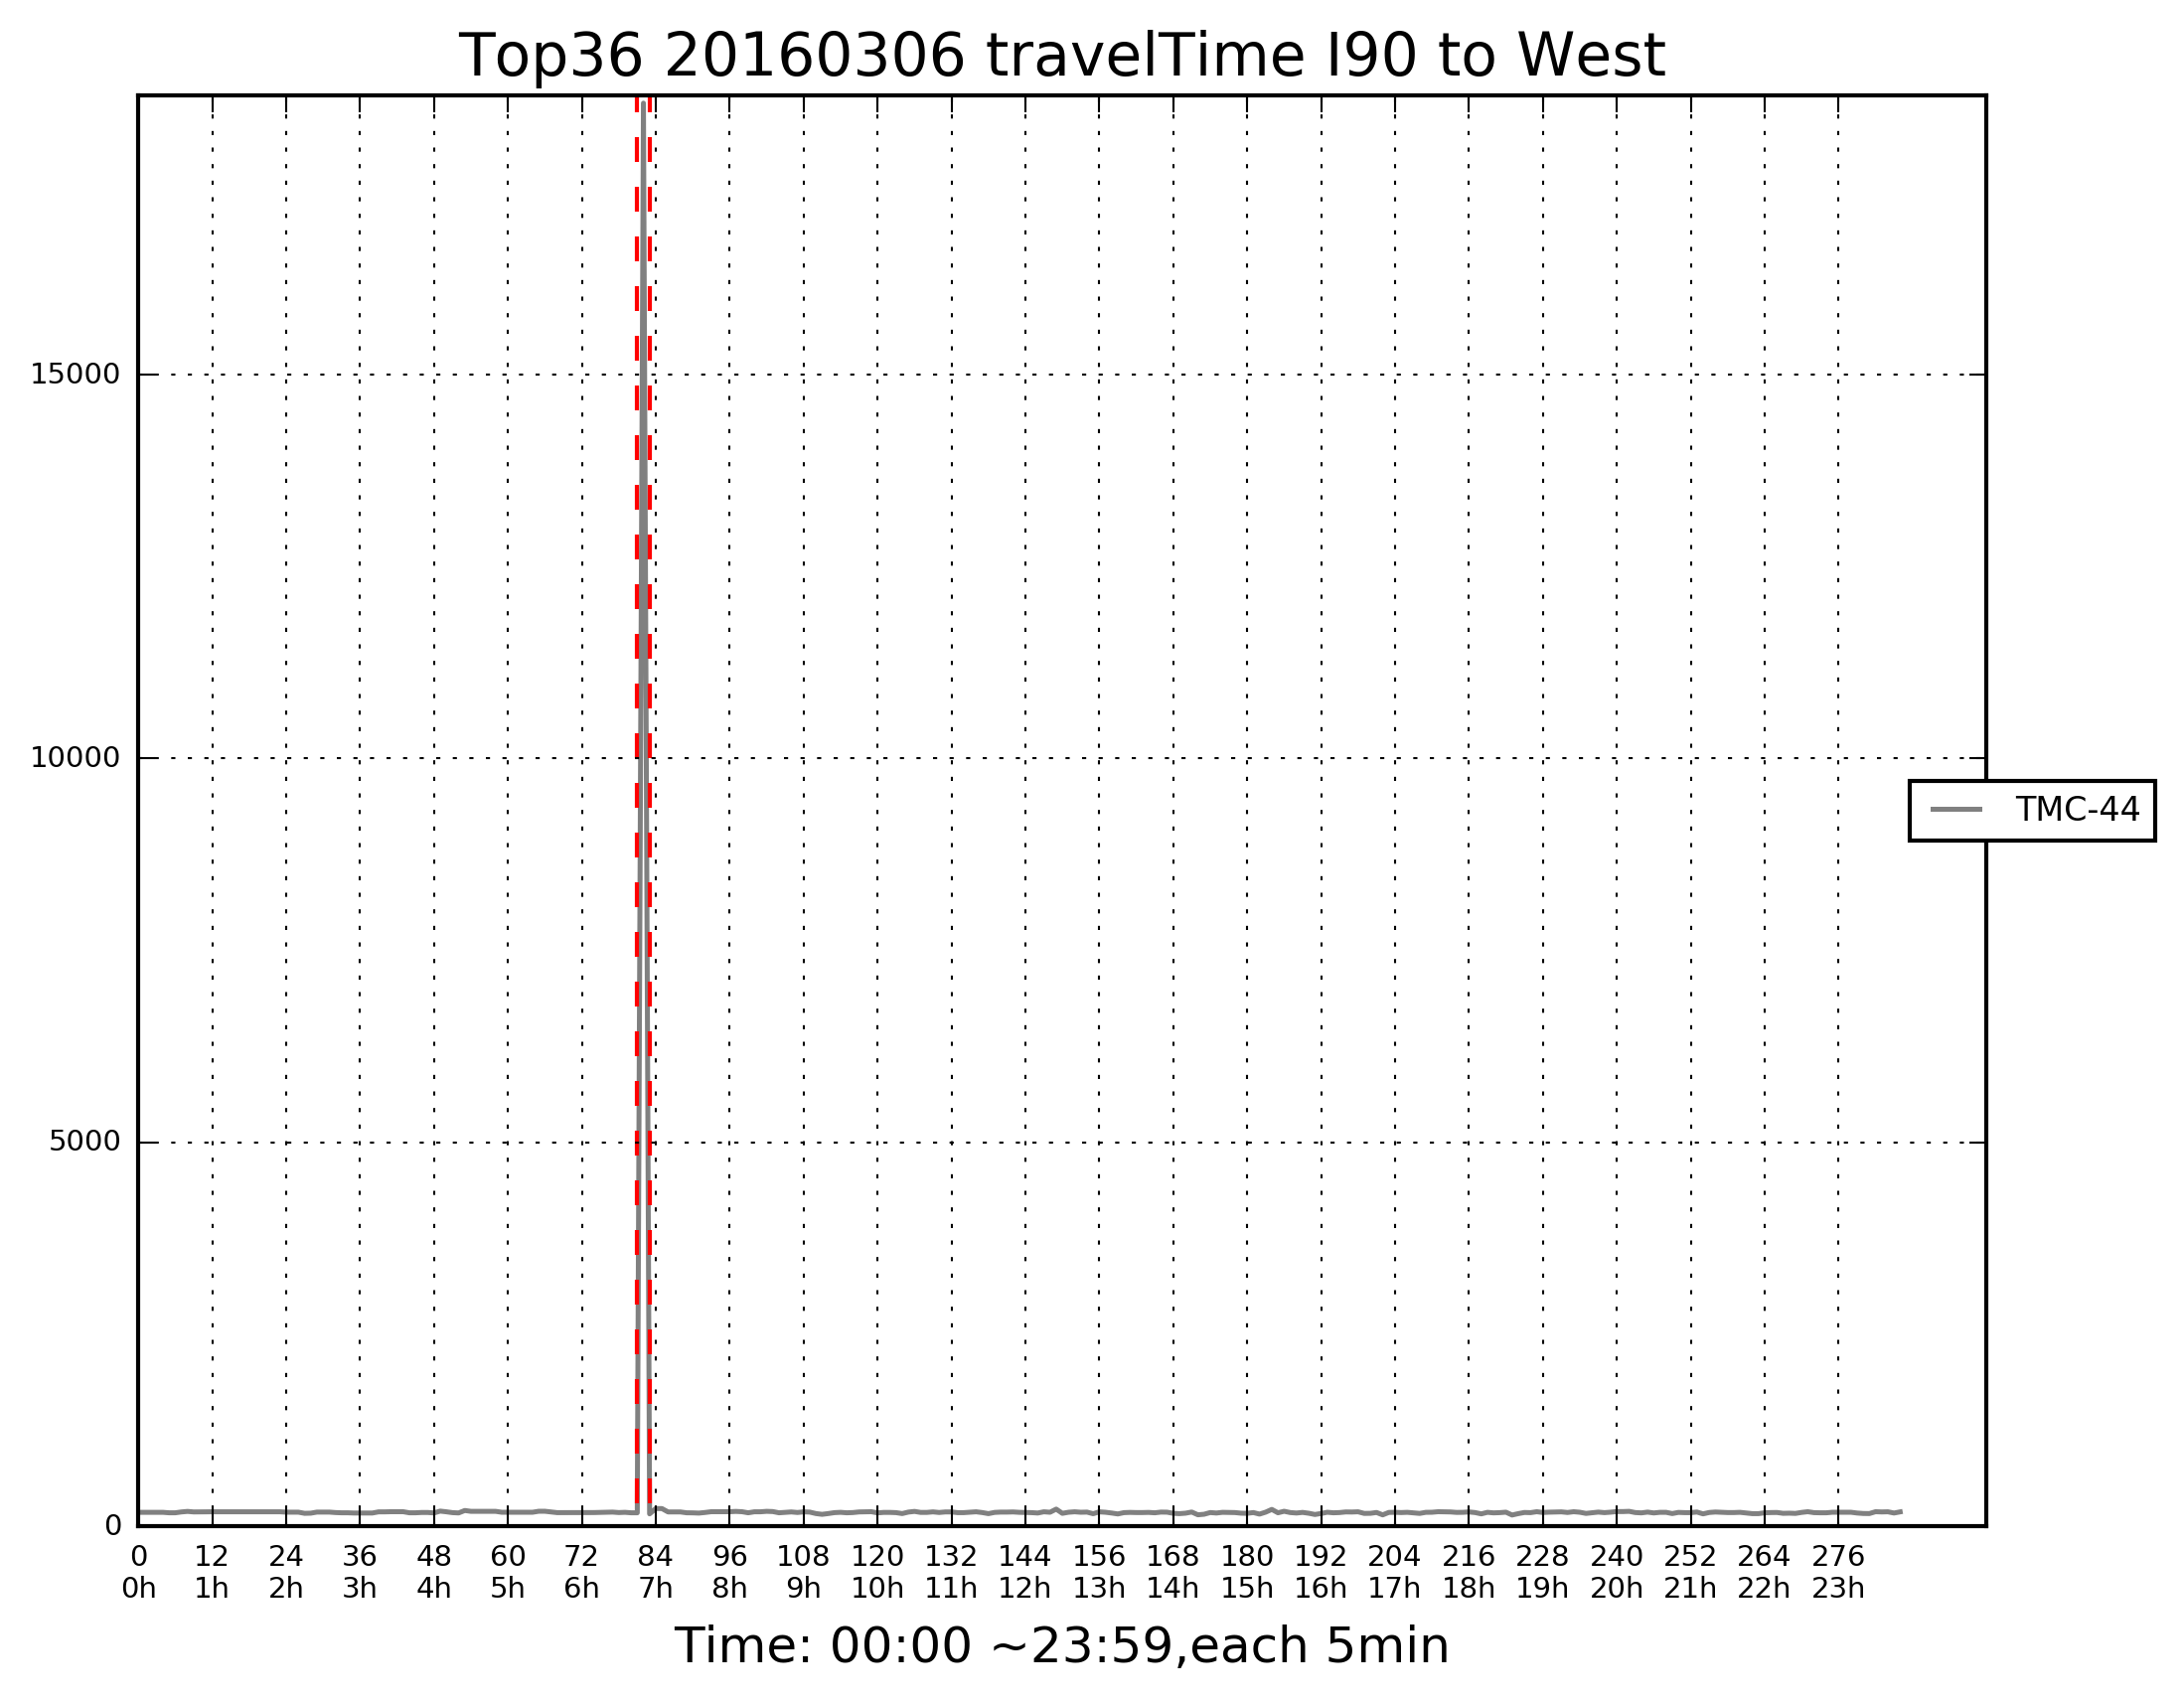 Top36 20160306 travelTime I90 to West
15000
10000
5000
0
TMC-44
0 12 24 36 48 60 72 84 96 108 120 132 144 156 168 180 192 204 216 228 240 252 264 276
0h 1h 2h 3h 4h 5h 6h 7h 8h 9h 10h 11h 12h 13h 14h 15h 16h 17h 18h 19h 20h 21h 22h 23h
Time: 00:00 ~23:59,each 5min